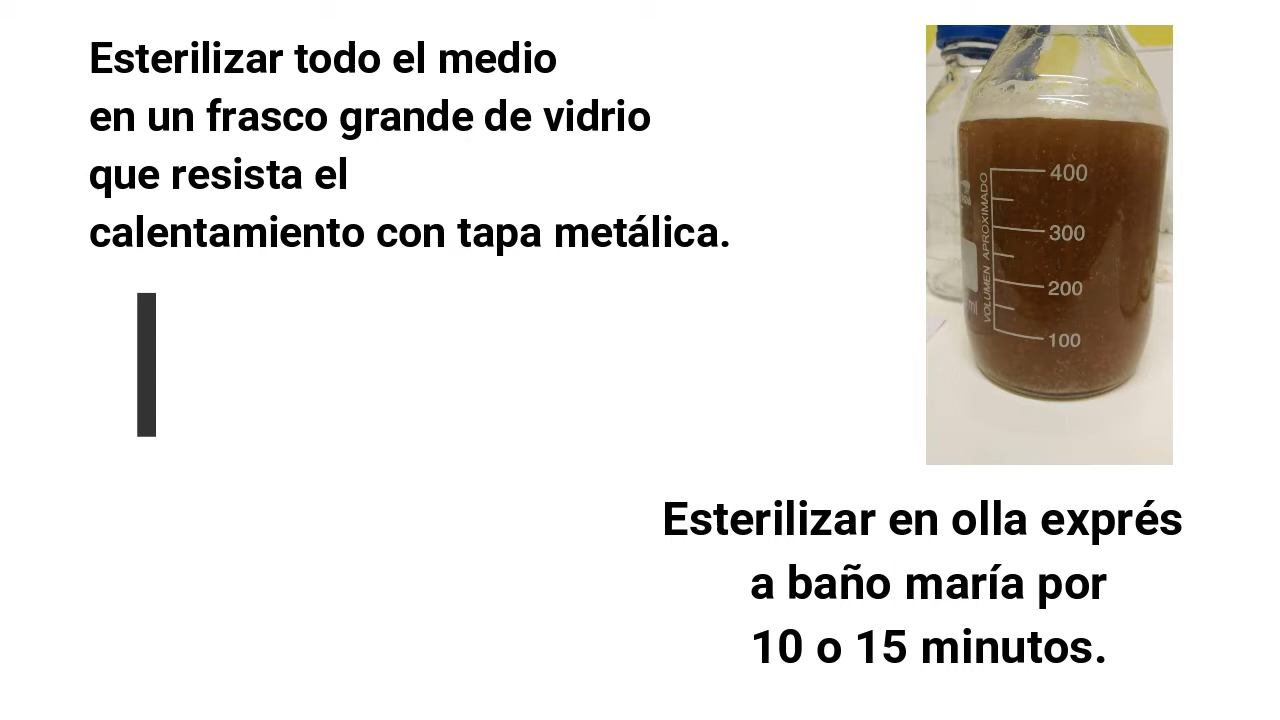 Esterilizar todo el medio
en un frasco grande de vidrio
que resista el
calentamiento con tapa metálica.
400
300
200
100
VOLUMEN APROXIMADO
ml
Esterilizar en olla exprés
a baño maría por
10 o 15 minutos.